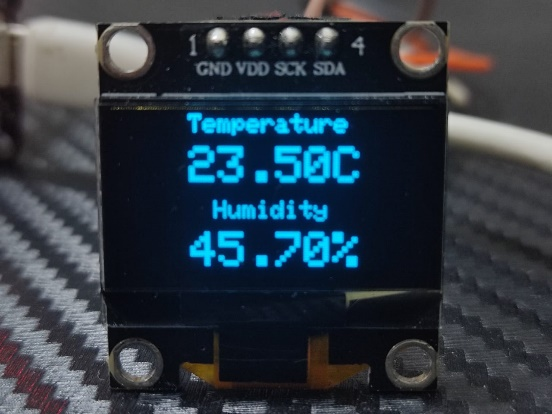 1 4
GND VDD SCK SDA
Temperature
23.50C
Humidity
45.70%